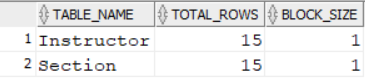 TABLE_NAME TOTAL_ROWS BLOCK_SIZE
1 Instructor 15 1
2 Section 15 1